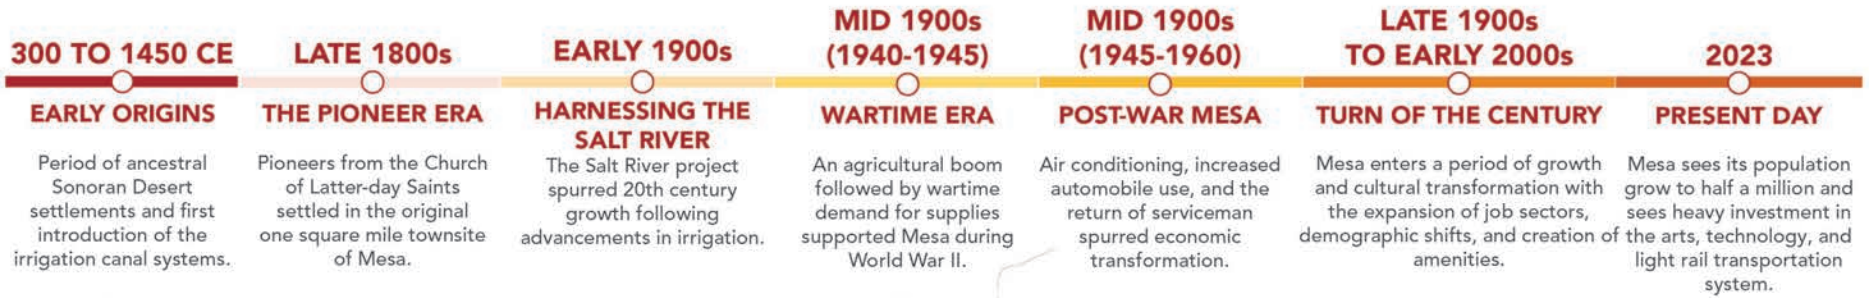 300 TO 1450 CE
EARLY ORIGINS
Period of ancestral
Sonoran Desert
settlements and first
introduction of the
irrigation canal systems.
LATE 1800s
THE PIONEER ERA
Pioneers from the Church
of Latter-day Saints
settled in the original
one square mile townsite
of Mesa.
EARLY 1900s
HARNESSING THE
SALT RIVER
The Salt River project
spurred 20th century
growth following
advancements in irrigation.
MID 1900s
(1940-1945)
WARTIME ERA
An agricultural boom
followed by wartime
demand for supplies
supported Mesa during
World War II.
MID 1900s
(1945-1960)
POST-WAR MESA
Air conditioning, increased
automobile use, and the
return of serviceman
spurred economic
transformation.
LATE 1900s
TO EARLY 2000s
TURN OF THE CENTURY
Mesa enters a period of growth
and cultural transformation with
the expansion of job sectors,
demographic shifts, and creation of
amenities.
2023
PRESENT DAY
Mesa sees its population
grow to half a million and
sees heavy investment in
the arts, technology, and
light rail transportation
system.